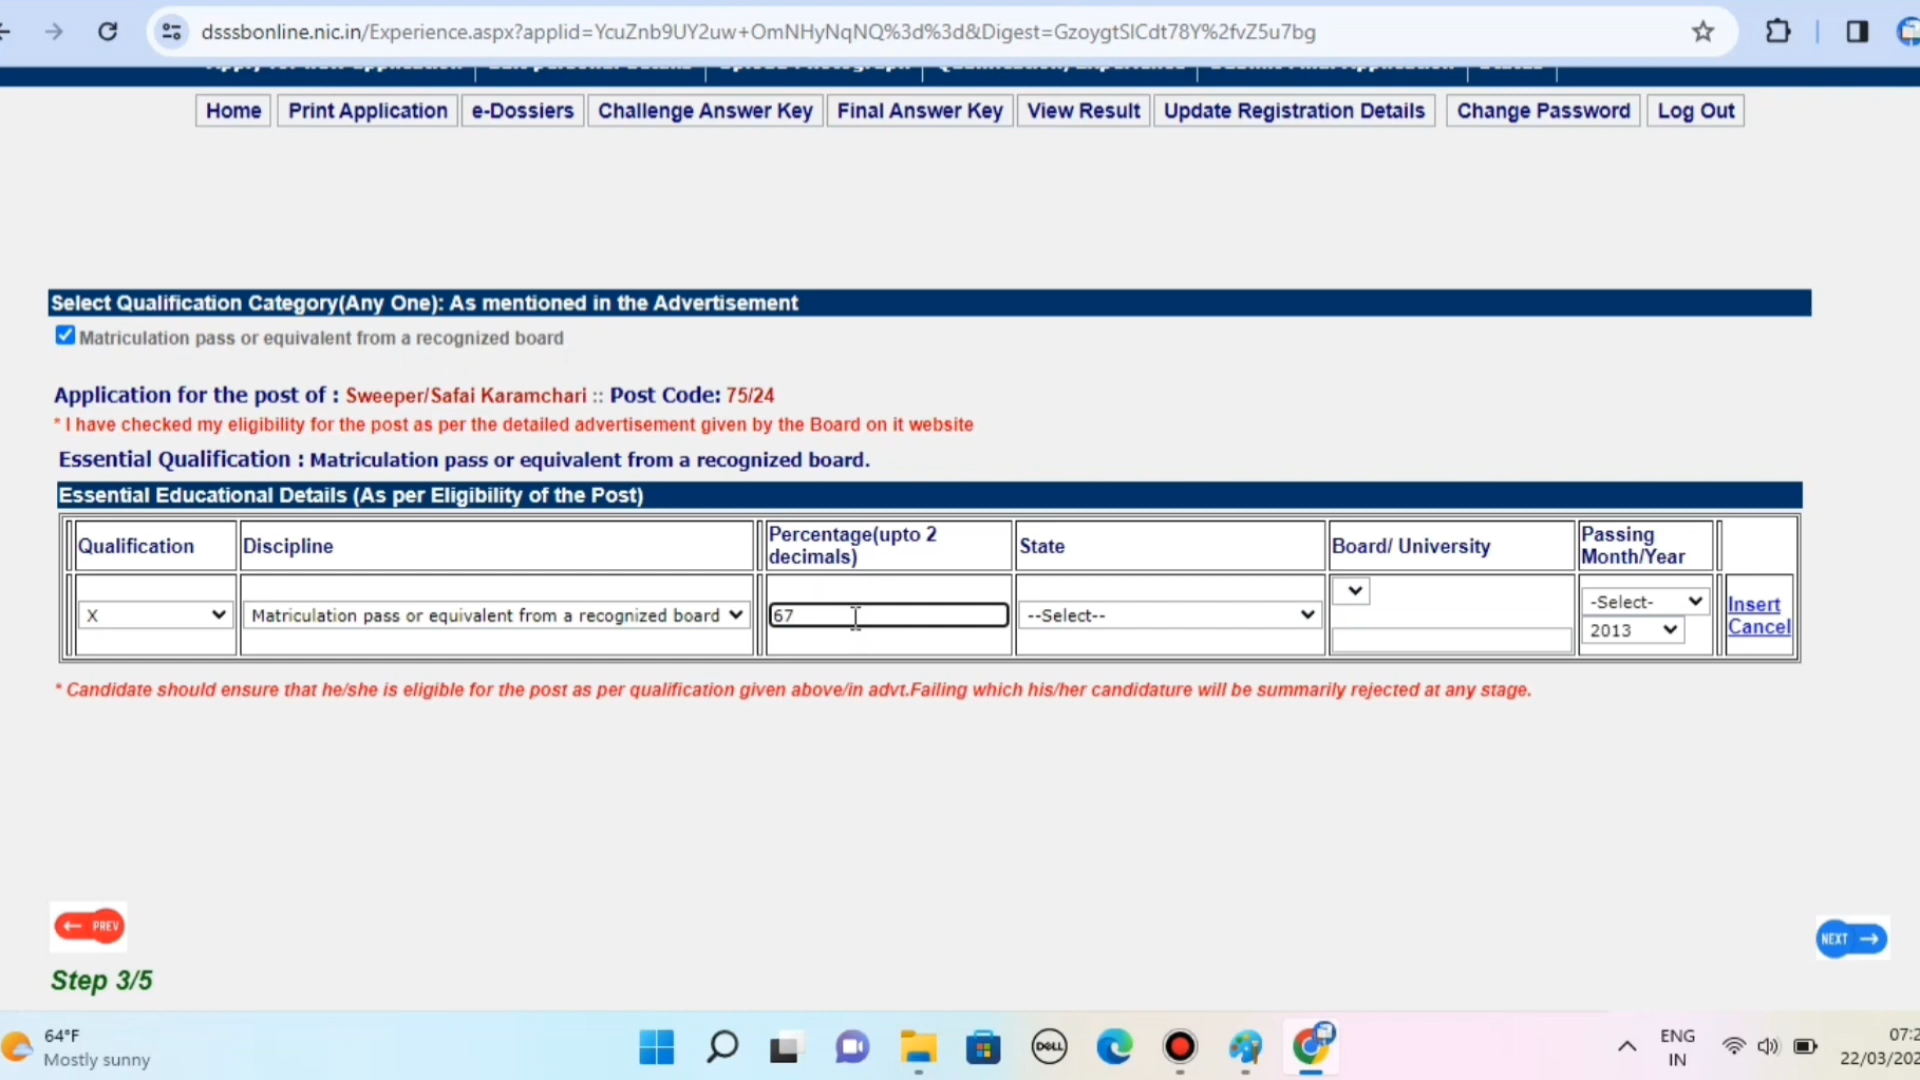 dsssbonline.nic.in/Experience.aspx?applid=YcuZnb9UY2uw+OmNHyNqNQ%3d%3d&Digest=GzoygtSlCdt78Y%2fvZ5u7bg
Home Print Application e-Dossiers Challenge Answer Key Final Answer Key View Result Update Registration Details Change Password Log Out
Select Qualification Category(Any One): As mentioned in the Advertisement
Matriculation pass or equivalent from a recognized board
Application for the post of : Sweeper/Safai Karamchari :: Post Code: 75/24
* I have checked my eligibility for the post as per the detailed advertisement given by the Board on it website
Essential Qualification : Matriculation pass or equivalent from a recognized board.
Essential Educational Details (As per Eligibility of the Post)
Qualification Discipline Percentage(upto 2 decimals) State Board/ University Passing Month/Year
X Matriculation pass or equivalent from a recognized board 67 --Select-- -Select- 2013 Insert Cancel
* Candidate should ensure that he/she is eligible for the post as per qualification given above/in advt.Failing which his/her candidature will be summarily rejected at any stage.
PREV
NEXT
Step 3/5
64°F
Mostly sunny
DELL
ENG
IN
07:2
22/03/202